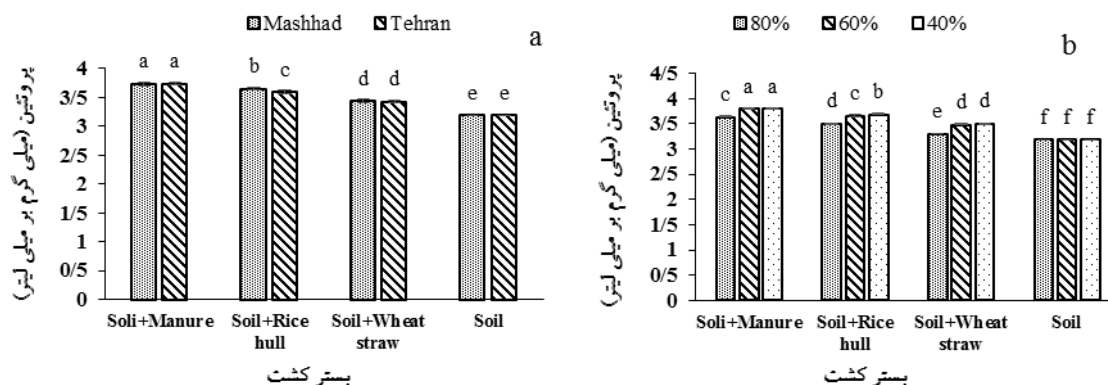 Mashhad Tehran
a
پروتئین (میلی گرم بر میلی لیتر)
4
3/5
3
2/5
2
1/5
1
0/5
0
a a b c d d e e
Soli+Manure Soil+Rice hull Soil+Wheat straw Soil
بستر کشت
80% 60% 40%
b
پروتئین (میلی گرم بر میلی لیتر)
4/5
4
3/5
3
2/5
2
1/5
1
0/5
0
c a a d c b e d d f f f
Soli+Manure Soil+Rice hull Soil+Wheat straw Soil
بستر کشت